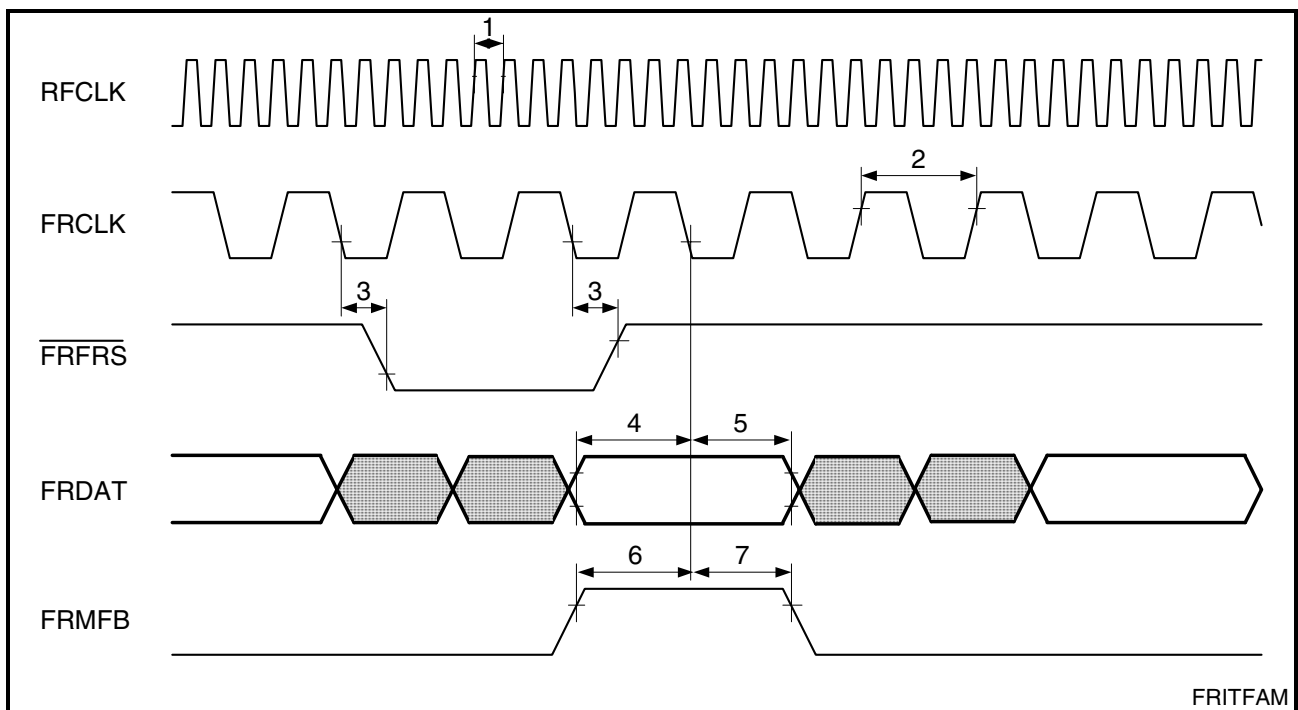 1
RFCLK
2
FRCLK
3 3
FRFRS
4 5
FRDAT
6 7
FRMFB
FRITFAM